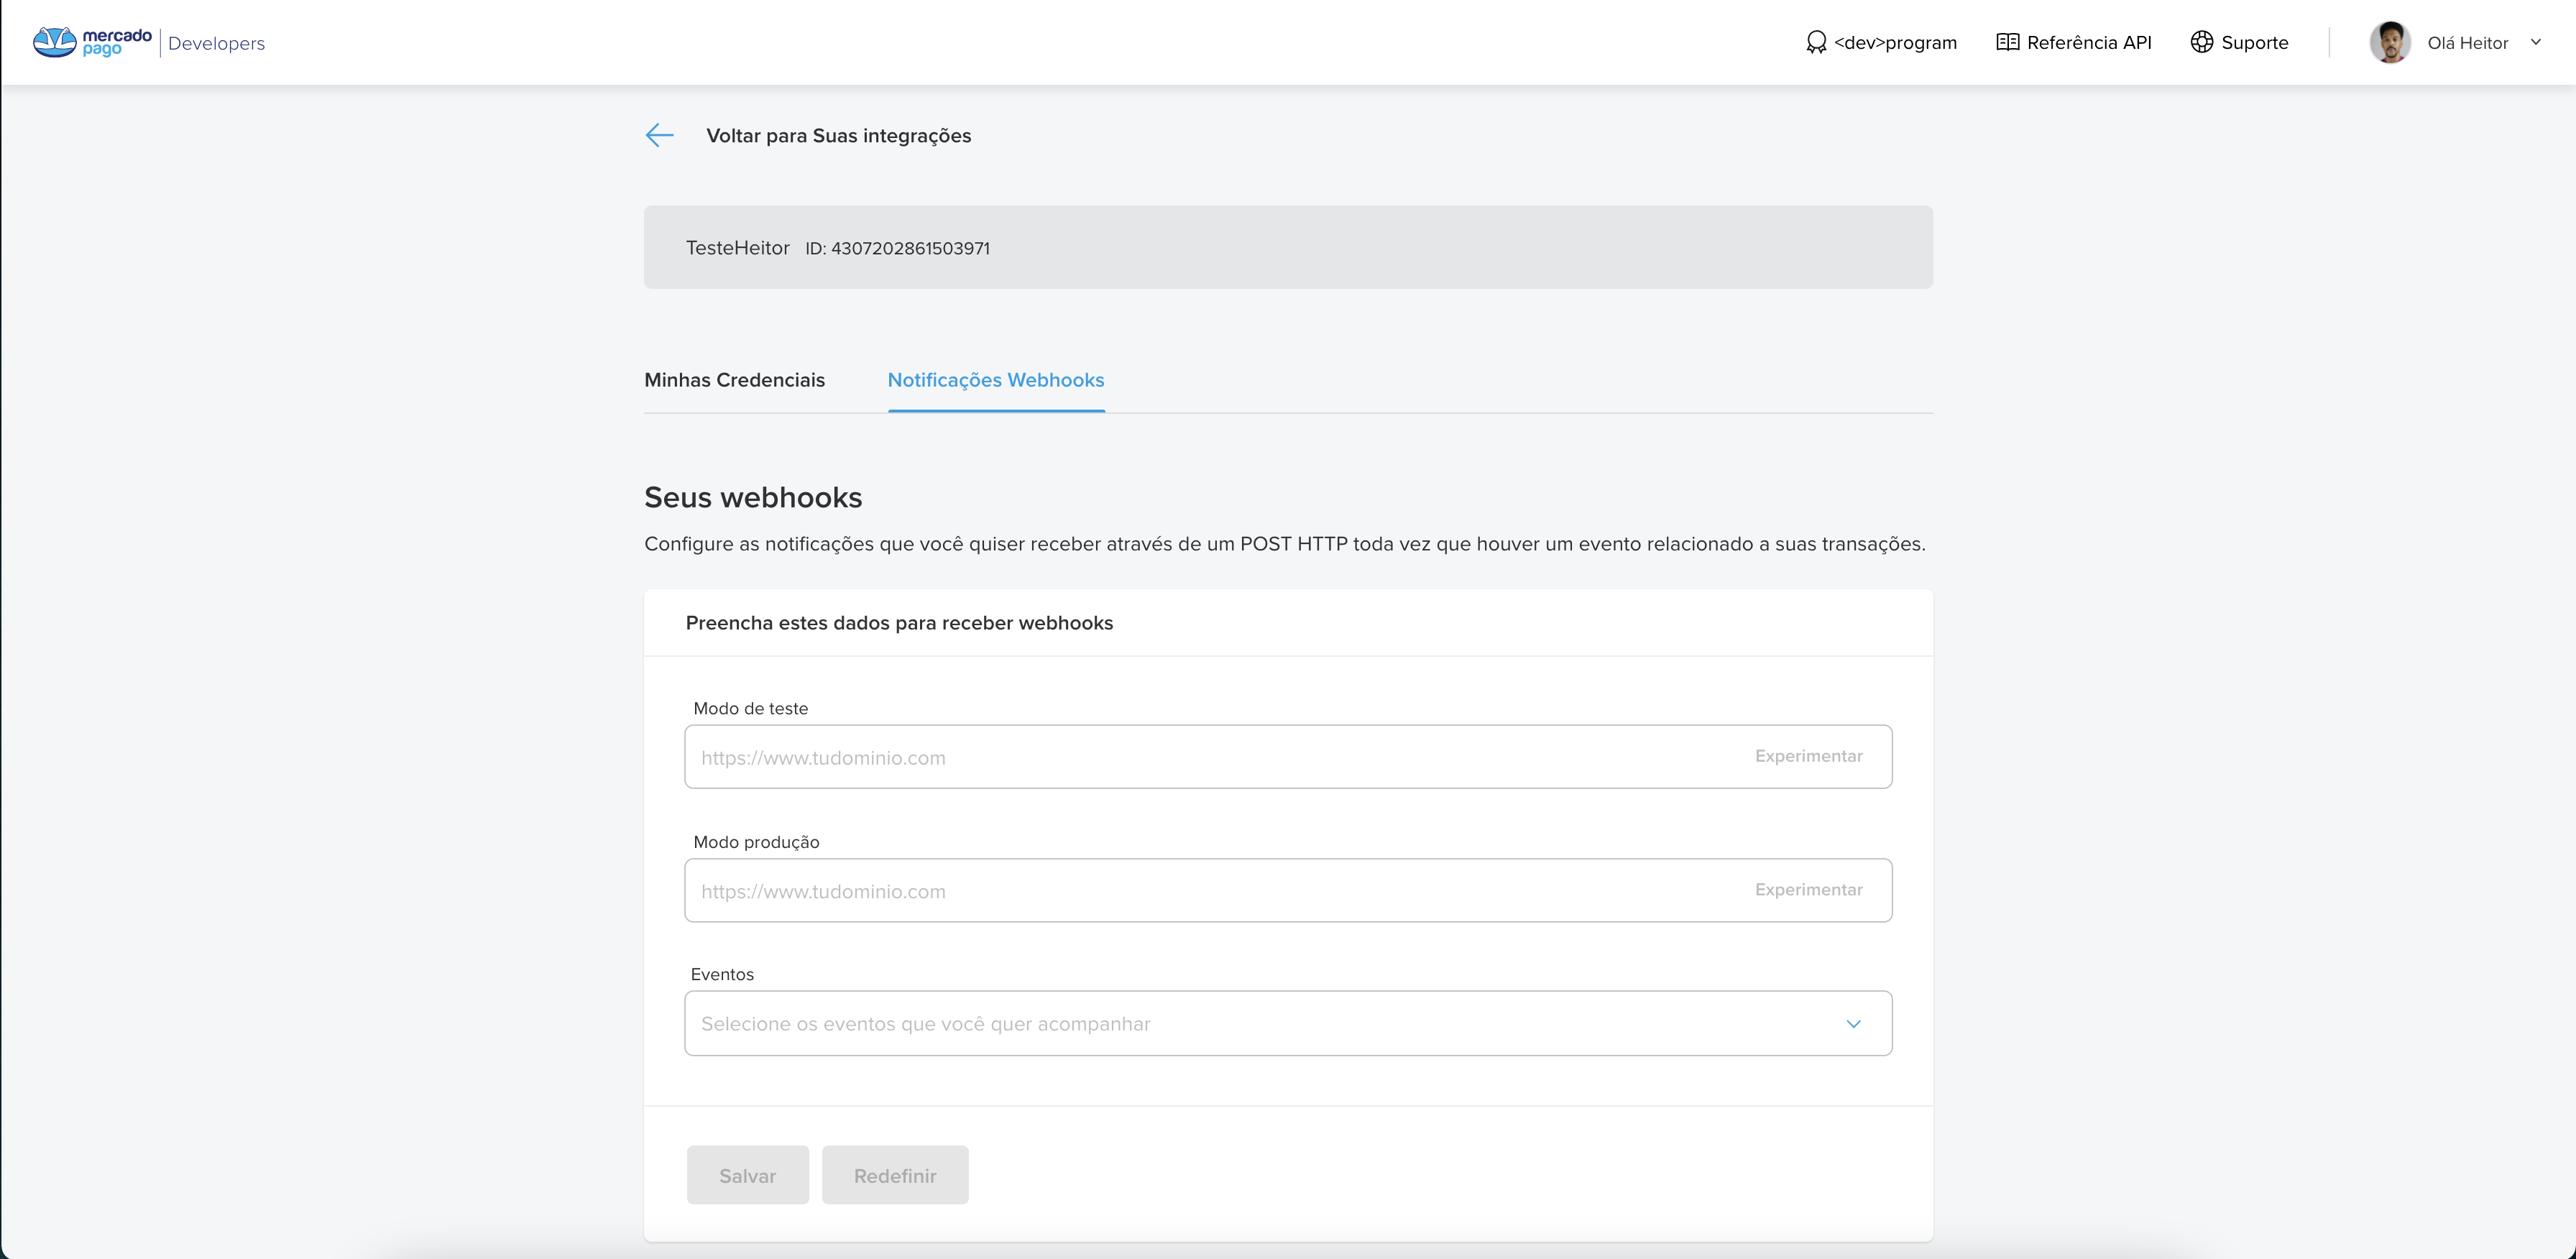 mercado
pago
Developers
<dev>program
Referência API
Suporte
Olá Heitor
Voltar para Suas integrações
TesteHeitor ID: 4307202861503971
Minhas Credenciais
Notificações Webhooks
Seus webhooks
Configure as notificações que você quiser receber através de um POST HTTP toda vez que houver um evento relacionado a suas transações.
Preencha estes dados para receber webhooks
Modo de teste
https://www.tudominio.com Experimentar
Modo produção
https://www.tudominio.com Experimentar
Eventos
Selecione os eventos que você quer acompanhar
Salvar Redefinir